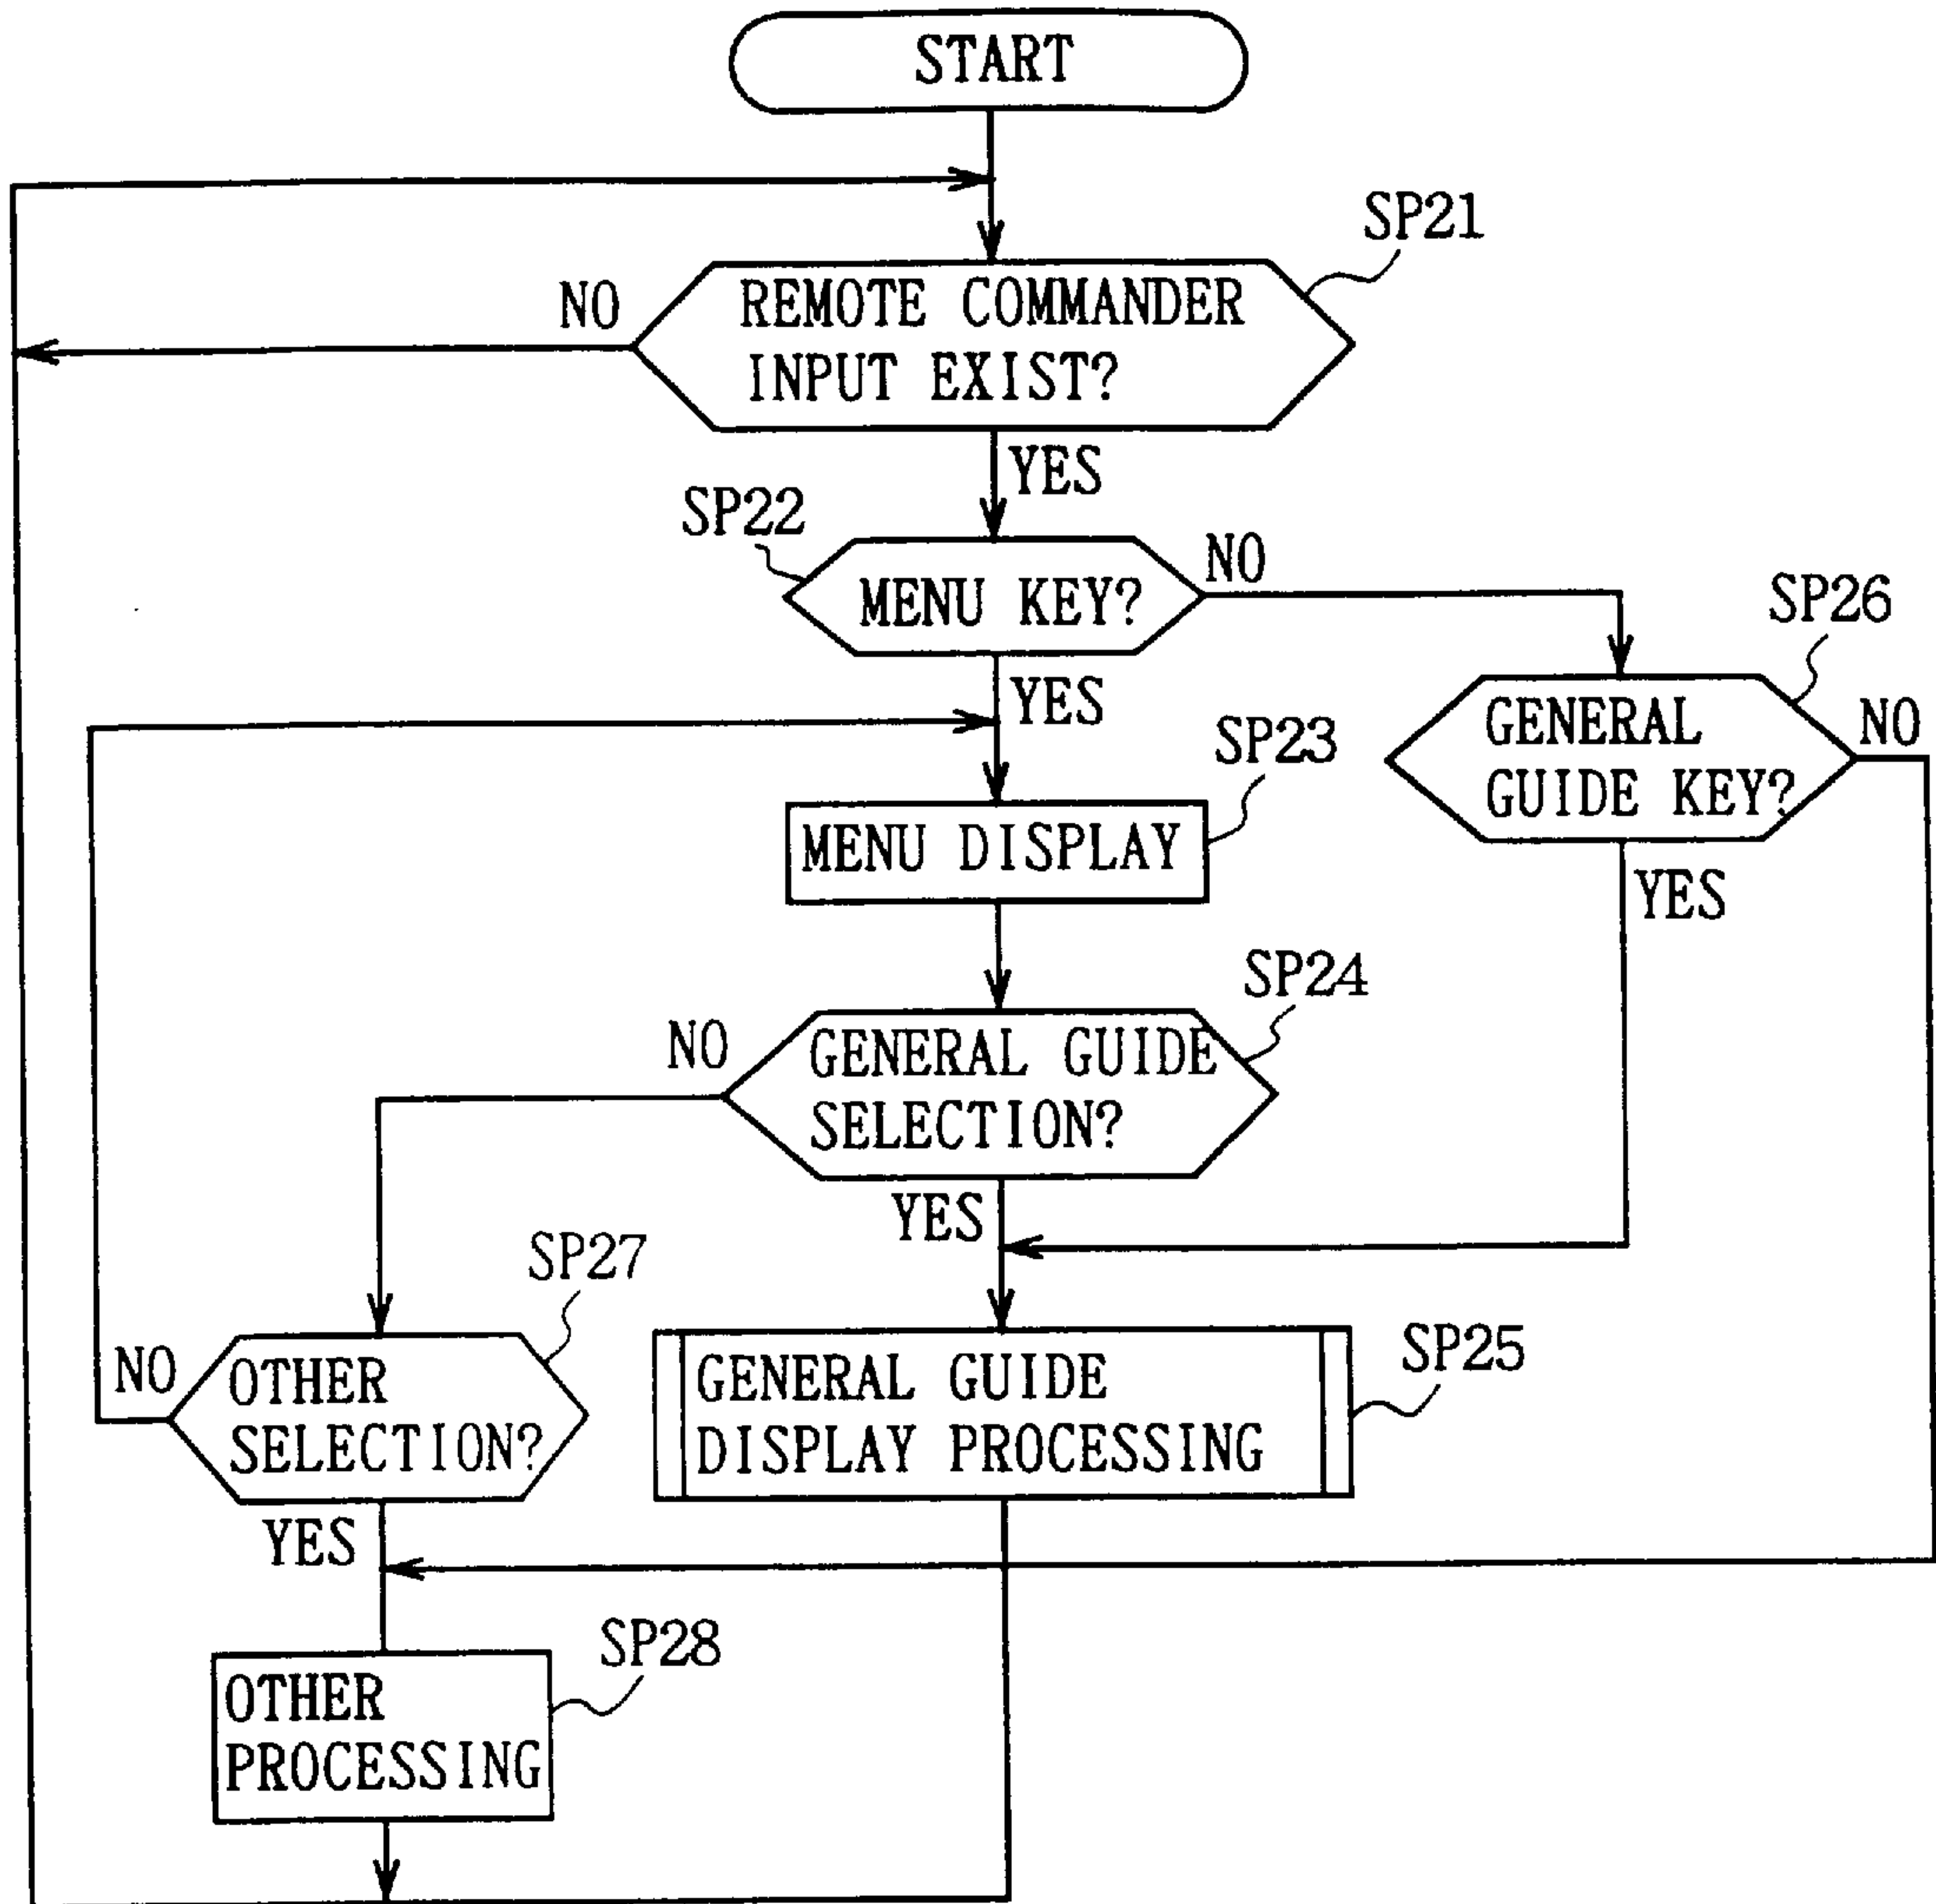 START
SP21
NO
REMOTE COMMANDER
INPUT EXIST?
YES
SP22
MENU KEY?
NO
SP26
YES
GENERAL
GUIDE KEY?
NO
SP23
MENU DISPLAY
YES
SP24
NO
GENERAL GUIDE
SELECTION?
YES
SP27
NO
OTHER
SELECTION?
GENERAL GUIDE
DISPLAY PROCESSING
SP25
YES
SP28
OTHER
PROCESSING